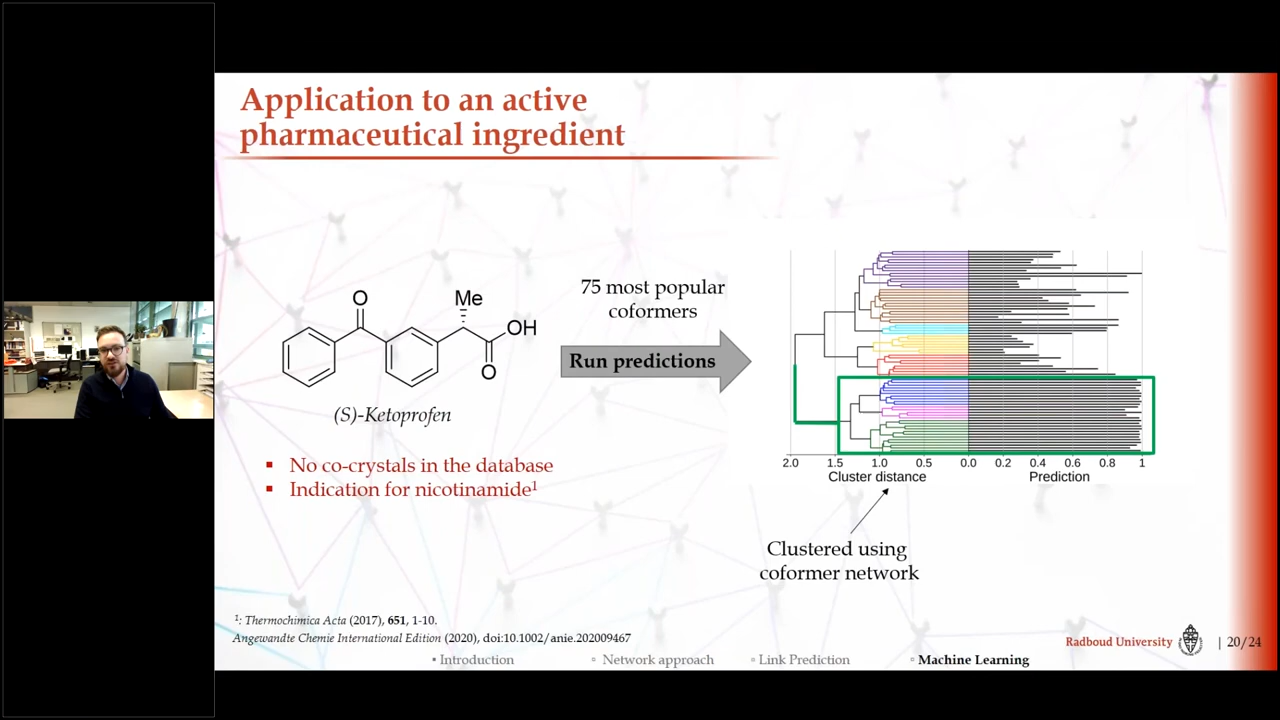 Application to an active
pharmaceutical ingredient
O
Me
OH
O
(S)-Ketoprofen
▪ No co-crystals in the database
▪ Indication for nicotinamide¹
75 most popular
coformers
Run predictions
2.0 1.5 1.0 0.5 0.0 0.2 0.4 0.6 0.8 1
Cluster distance Prediction
Clustered using
coformer network
¹: Thermochimica Acta (2017), 651, 1-10.
Angewandte Chemie International Edition (2020), doi:10.1002/anie.202009467
Radboud University | 20/24
▪ Introduction ▫ Network approach ▫ Link Prediction ▫ Machine Learning